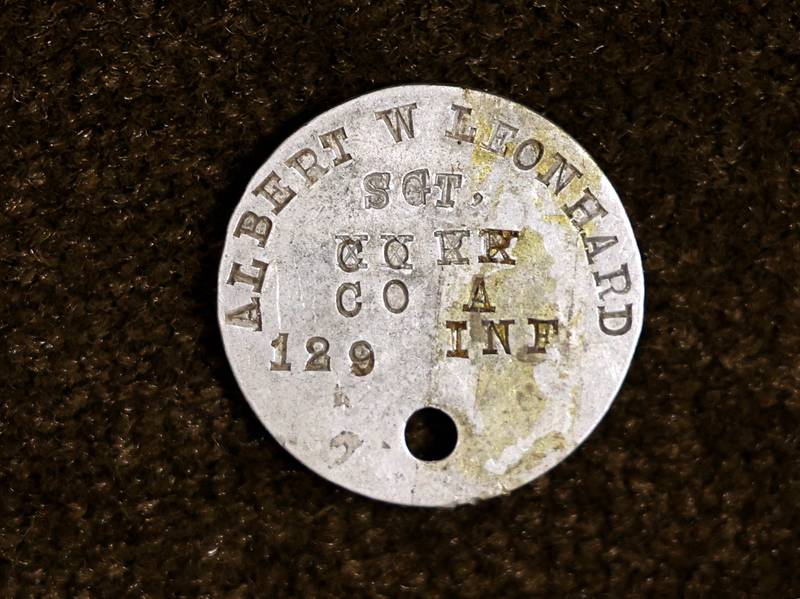 ALBERT W LEONHARD
SGT.
CO A
129 INF